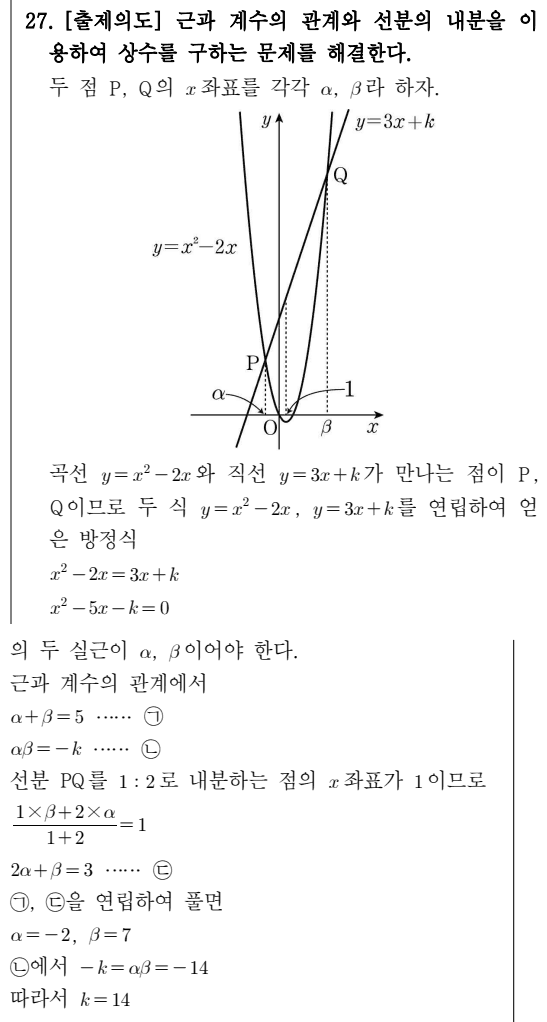 27. [출제의도] 근과 계수의 관계와 선분의 내분을 이
용하여 상수를 구하는 문제를 해결한다.
두 점 P, Q의 x좌표를 각각 α, β라 하자.
y
y=3x+k
Q
y=x²−2x
P
α
1
O
β
x
곡선 y=x²−2x와 직선 y=3x+k가 만나는 점이 P,
Q이므로 두 식 y=x²−2x, y=3x+k를 연립하여 얻
은 방정식
x²−2x=3x+k
x²−5x−k=0
의 두 실근이 α, β이어야 한다.
근과 계수의 관계에서
α+β=5 ⋯⋯ ㉠
αβ=−k ⋯⋯ ㉡
선분 PQ를 1 : 2로 내분하는 점의 x좌표가 1이므로
(1×β+2×α)/(1+2)=1
2α+β=3 ⋯⋯ ㉢
㉠, ㉢을 연립하여 풀면
α=−2, β=7
㉡에서 −k=αβ=−14
따라서 k=14